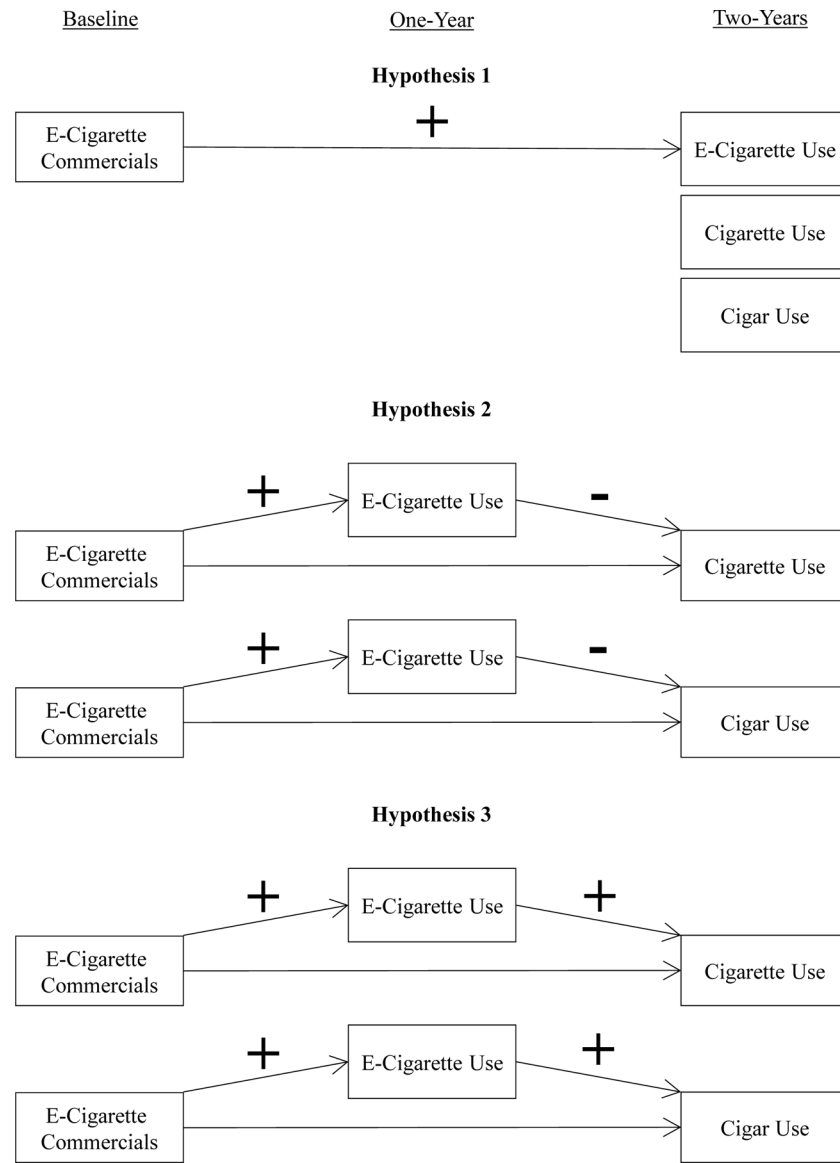 Baseline One-Year Two-Years
Hypothesis 1
+
E-Cigarette
Commercials
E-Cigarette Use
Cigarette Use
Cigar Use
Hypothesis 2
+ -
E-Cigarette Use
E-Cigarette
Commercials
Cigarette Use
+ -
E-Cigarette Use
E-Cigarette
Commercials
Cigar Use
Hypothesis 3
+ +
E-Cigarette Use
E-Cigarette
Commercials
Cigarette Use
+ +
E-Cigarette Use
E-Cigarette
Commercials
Cigar Use